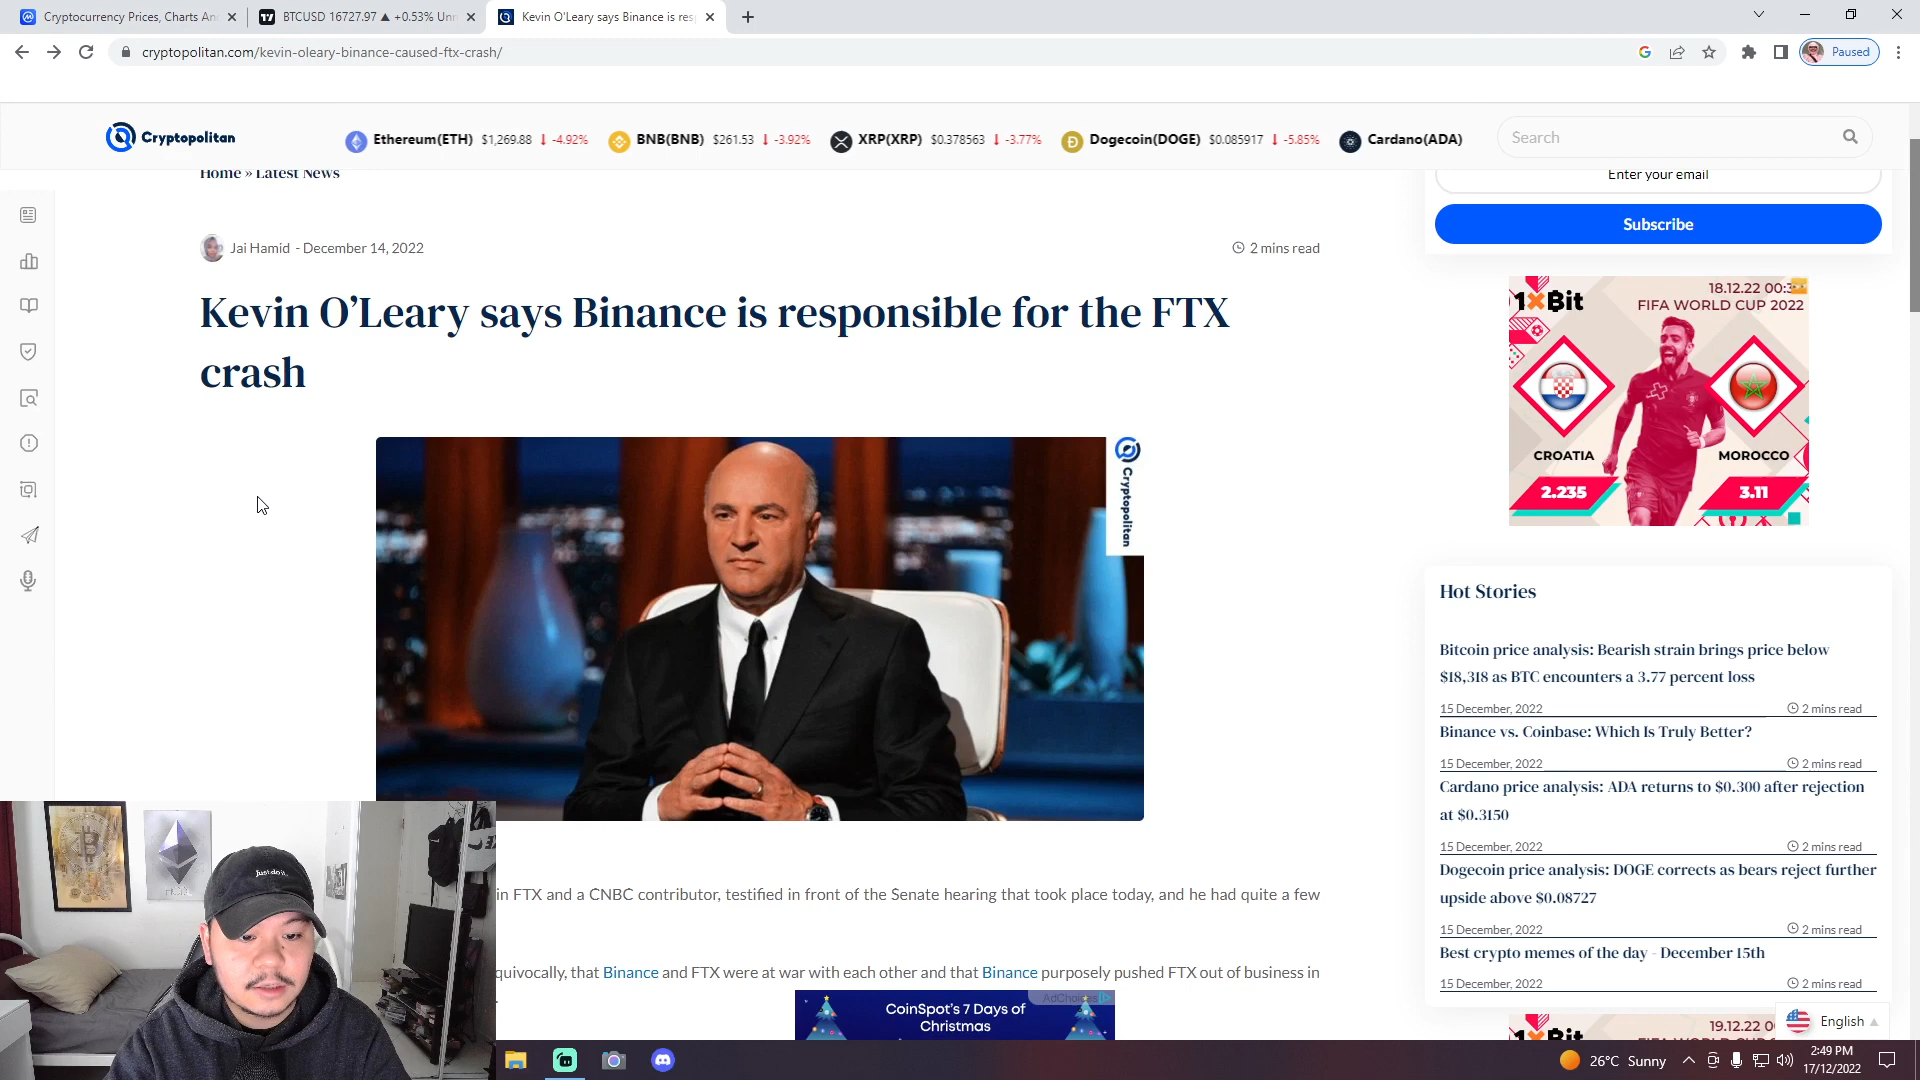 Cryptocurrency Prices, Charts An
BTCUSD 16727.97 ▲ +0.53% Unn
Kevin O'Leary says Binance is res
cryptopolitan.com/kevin-oleary-binance-caused-ftx-crash/
Paused
Cryptopolitan
Ethereum(ETH) $1,269.88 ↓ -4.92%
BNB(BNB) $261.53 ↓ -3.92%
XRP(XRP) $0.378563 ↓ -3.77%
Dogecoin(DOGE) $0.085917 ↓ -5.85%
Cardano(ADA)
Search
Home » Latest News
Enter your email
Subscribe
Jai Hamid - December 14, 2022
2 mins read
Kevin O’Leary says Binance is responsible for the FTX
crash
Cryptopolitan
in FTX and a CNBC contributor, testified in front of the Senate hearing that took place today, and he had quite a few
quivocally, that Binance and FTX were at war with each other and that Binance purposely pushed FTX out of business in
AdChoices
CoinSpot's 7 Days of
Christmas
1xBit
18.12.22 00:3
FIFA WORLD CUP 2022
CROATIA
MOROCCO
2.235
3.11
Hot Stories
Bitcoin price analysis: Bearish strain brings price below
$18,318 as BTC encounters a 3.77 percent loss
15 December, 2022
2 mins read
Binance vs. Coinbase: Which Is Truly Better?
15 December, 2022
2 mins read
Cardano price analysis: ADA returns to $0.300 after rejection
at $0.3150
15 December, 2022
2 mins read
Dogecoin price analysis: DOGE corrects as bears reject further
upside above $0.08727
15 December, 2022
2 mins read
Best crypto memes of the day - December 15th
15 December, 2022
2 mins read
1xBit
19.12.22 0
English
Just do it.
26°C Sunny
2:49 PM
17/12/2022